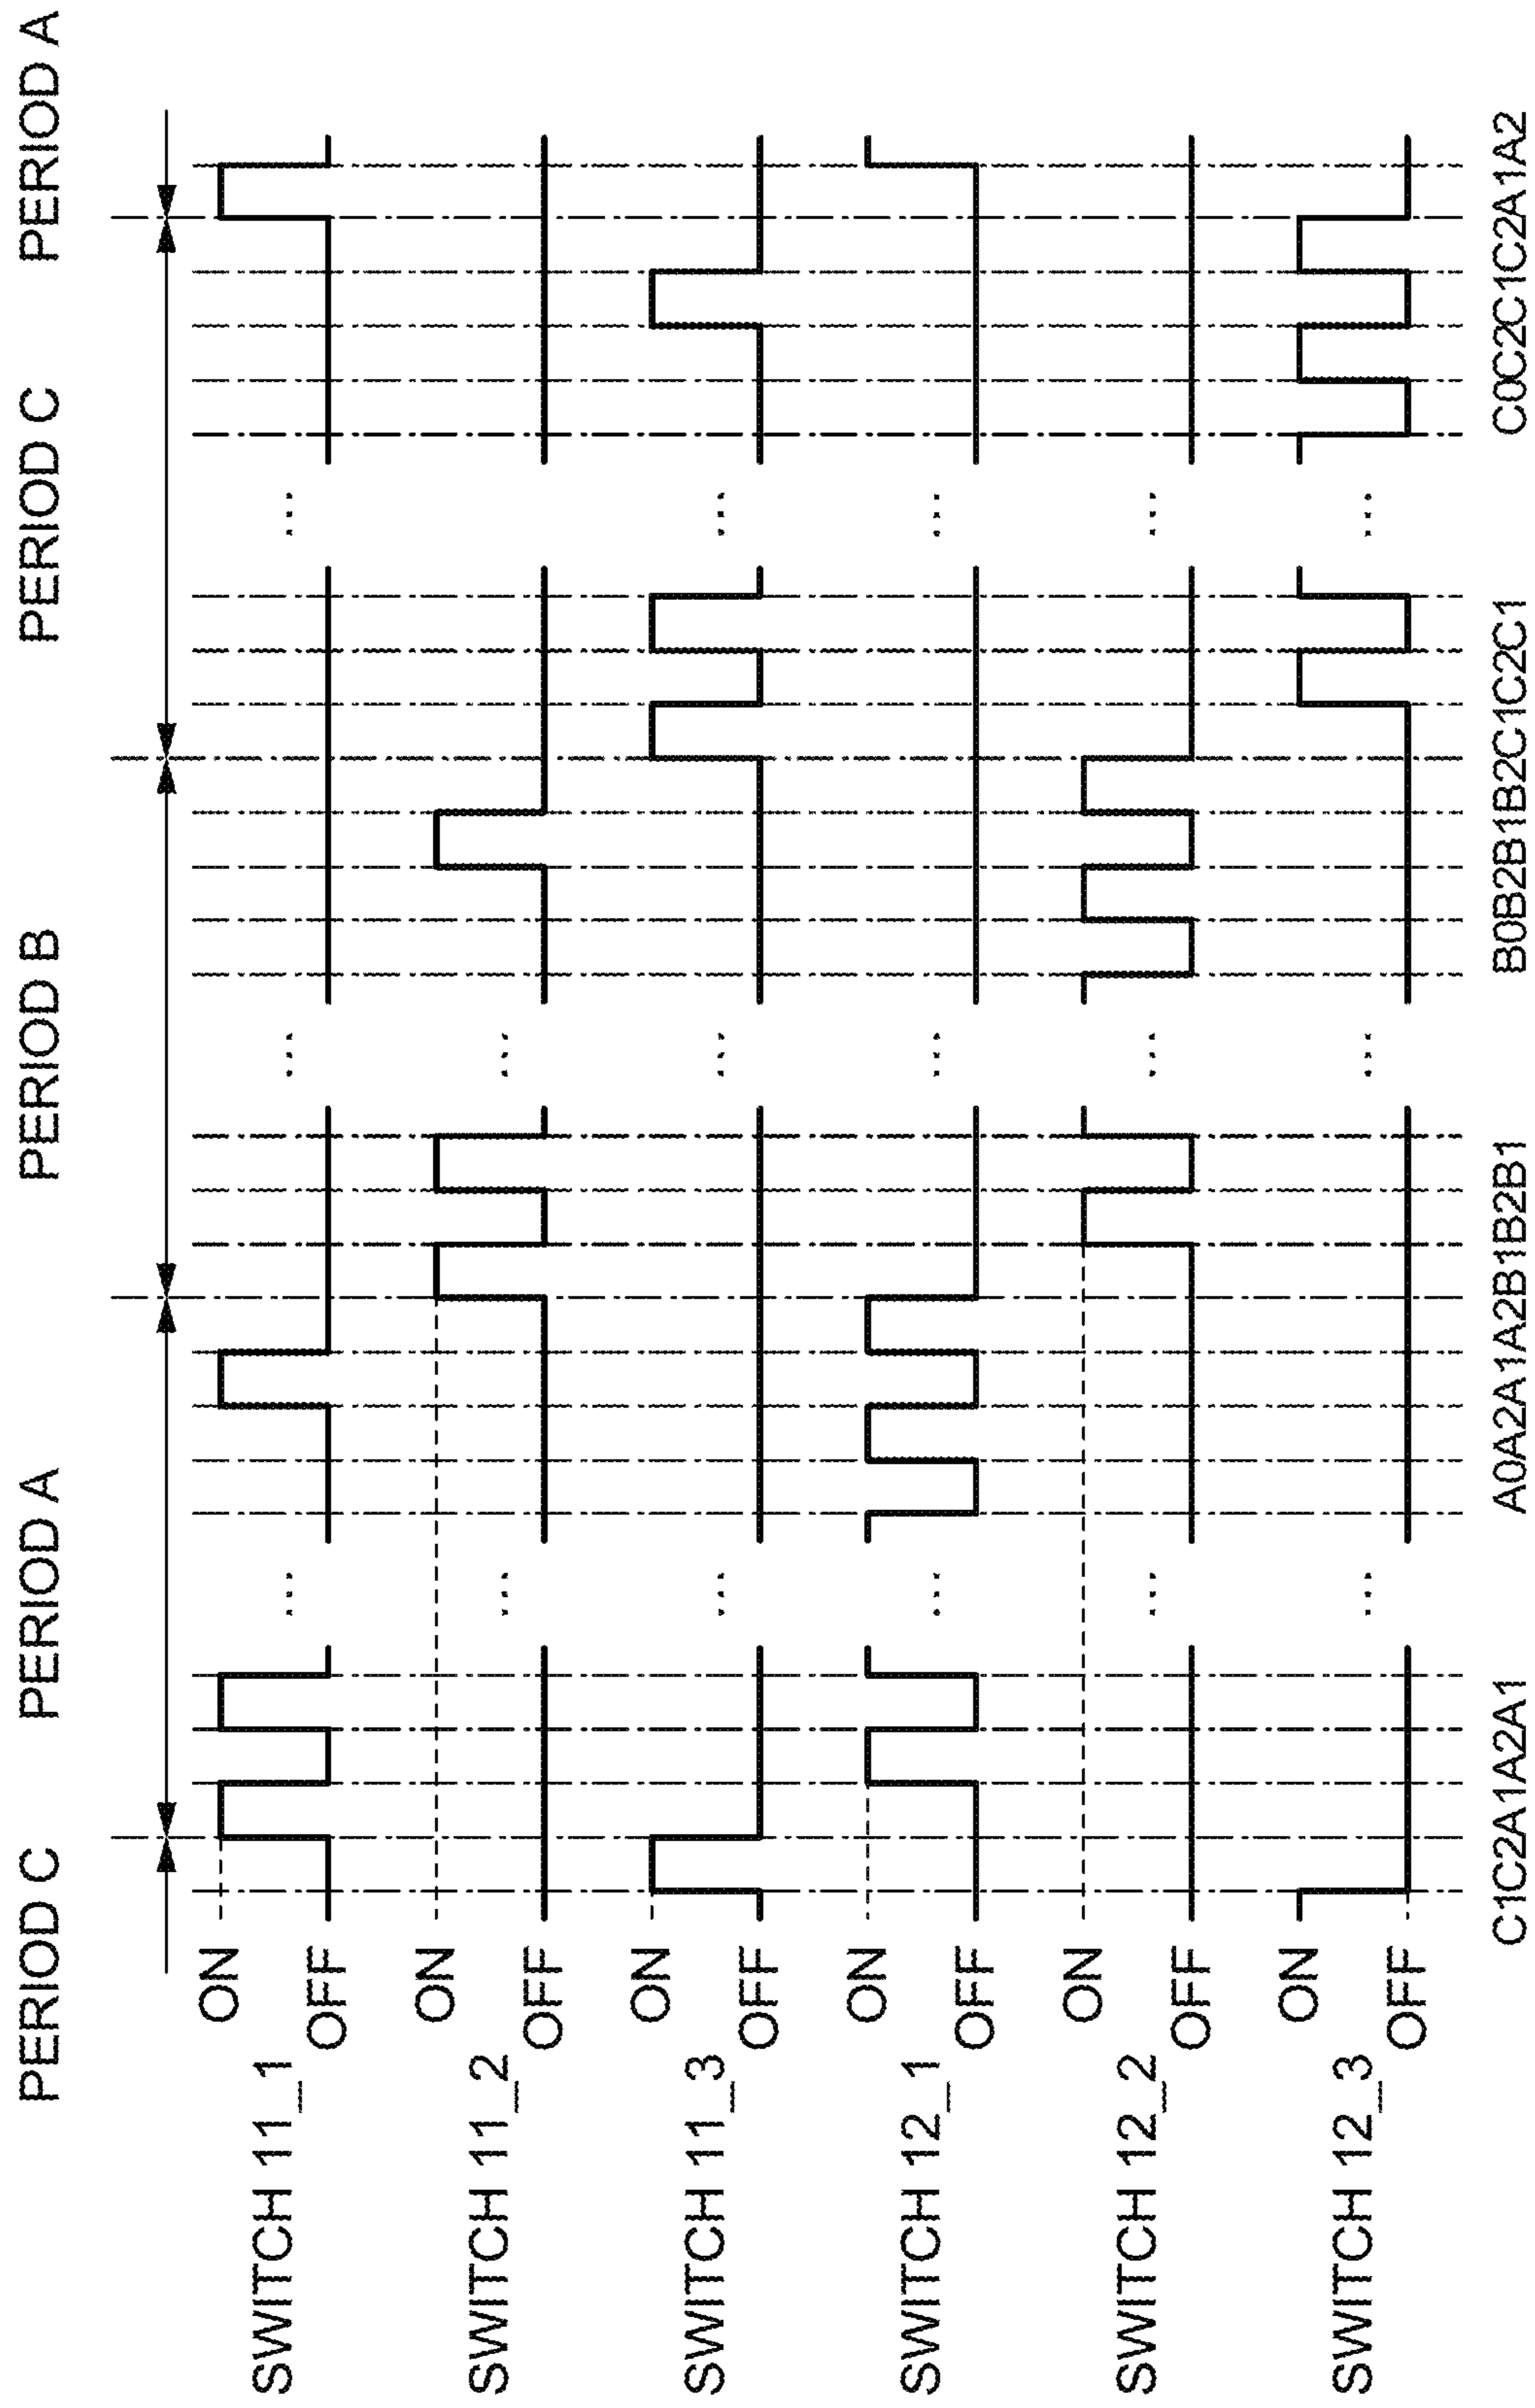 PERIOD C PERIOD A PERIOD B PERIOD C PERIOD A
SWITCH 11_1 ON OFF ...
SWITCH 11_2 ON OFF ...
SWITCH 11_3 ON OFF ...
SWITCH 12_1 ON OFF ...
SWITCH 12_2 ON OFF ...
SWITCH 12_3 ON OFF ...
C1C2A1A2A1 A0A2A1A2B1B2B1 B0B2B1B2C1C2C1 C0C2C1C2A1A2